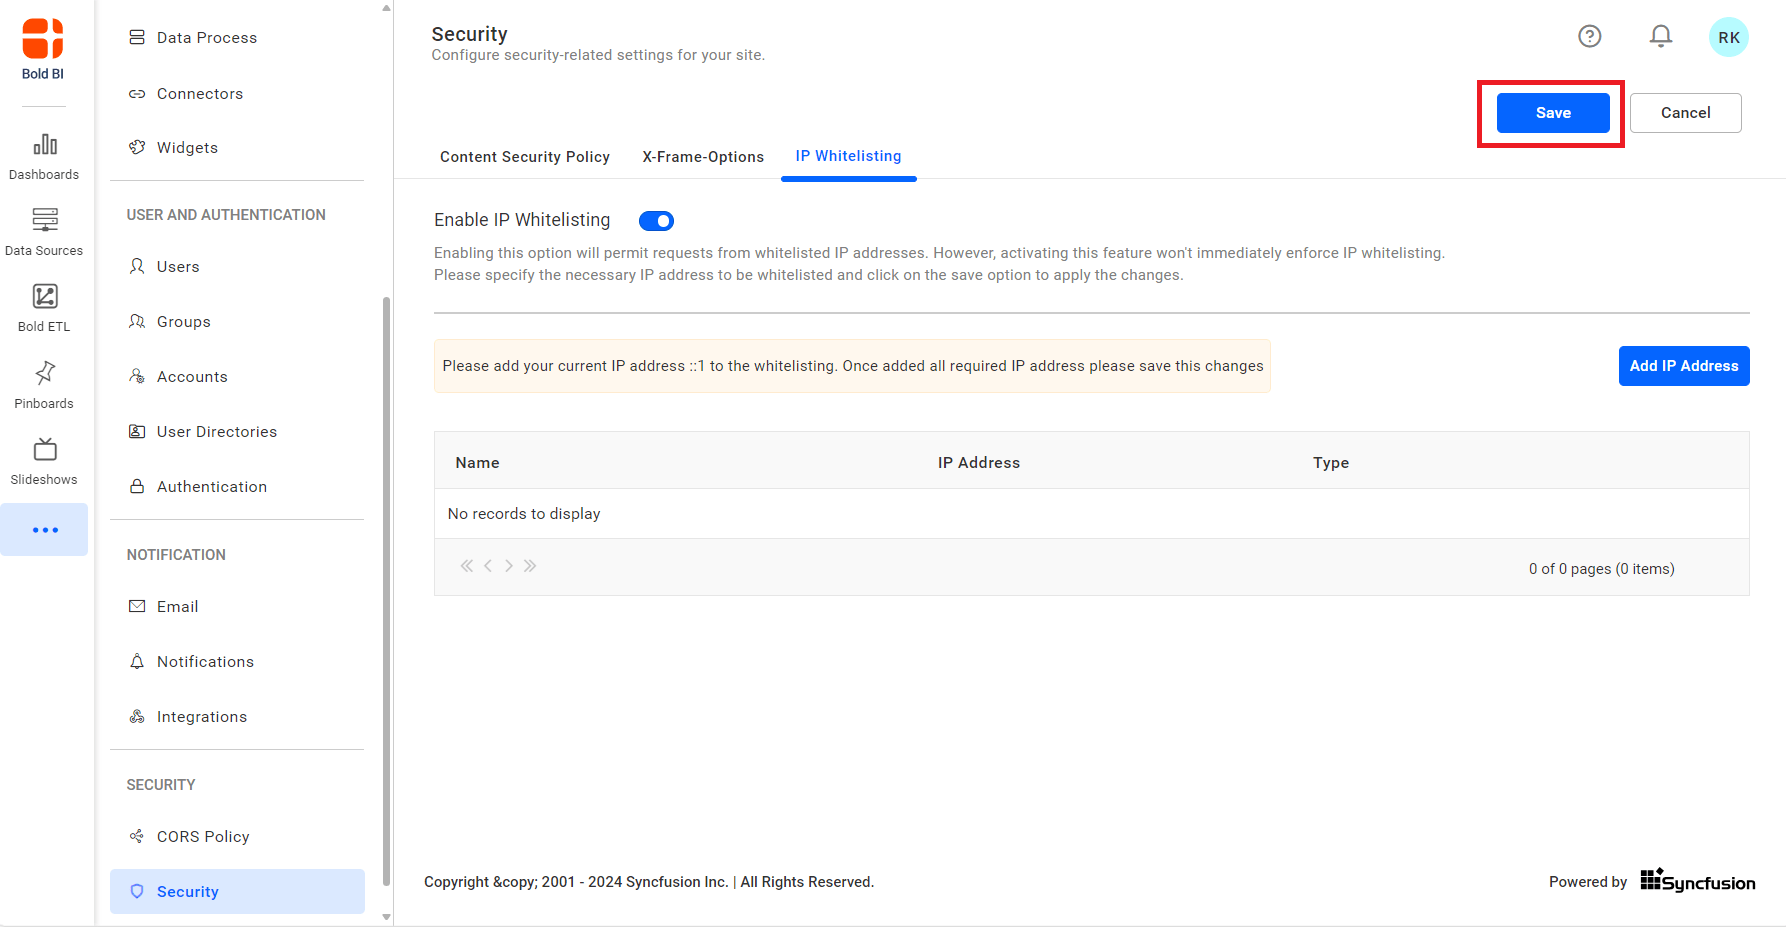 Bold BI
Dashboards
Data Sources
Bold ETL
Pinboards
Slideshows
Data Process
Connectors
Widgets
USER AND AUTHENTICATION
Users
Groups
Accounts
User Directories
Authentication
NOTIFICATION
Email
Notifications
Integrations
SECURITY
CORS Policy
Security
Security
Configure security-related settings for your site.
RK
Save
Cancel
Content Security Policy
X-Frame-Options
IP Whitelisting
Enable IP Whitelisting
Enabling this option will permit requests from whitelisted IP addresses. However, activating this feature won't immediately enforce IP whitelisting.
Please specify the necessary IP address to be whitelisted and click on the save option to apply the changes.
Please add your current IP address ::1 to the whitelisting. Once added all required IP address please save this changes
Add IP Address
Name IP Address Type
No records to display
0 of 0 pages (0 items)
Copyright &copy; 2001 - 2024 Syncfusion Inc. | All Rights Reserved.
Powered by Syncfusion